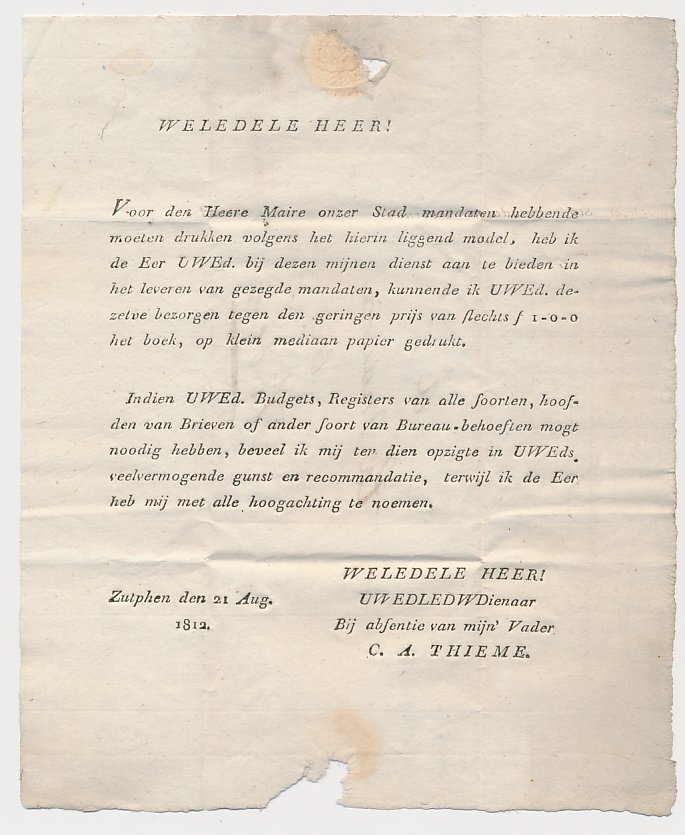 WELEDELE HEER!
Voor den Heere Maire onzer Stad mandaten hebbende
moeten drukken volgens het hierin liggend model, heb ik
de Eer UWEd. bij dezen mijnen dienst aan te bieden in
het leveren van gezegde mandaten, kunnende ik UWEd. de-
zelve bezorgen tegen den geringen prijs van ſlechts ƒ 1-0-0
het boek, op klein mediaan papier gedrukt.
Indien UWEd. Budgets, Registers van alle ſoorten, hoof-
den van Brieven of ander ſoort van Bureau-behoeften mogt
noodig hebben, beveel ik mij ten dien opzigte in UWEds.
veelvermogende gunst en recommandatie, terwijl ik de Eer
heb mij met alle hoogachting te noemen.
WELEDELE HEER!
Zutphen den 21 Aug. UWEDLEDWDienaar
1812. Bij abſentie van mijn' Vader
C. A. THIEME.